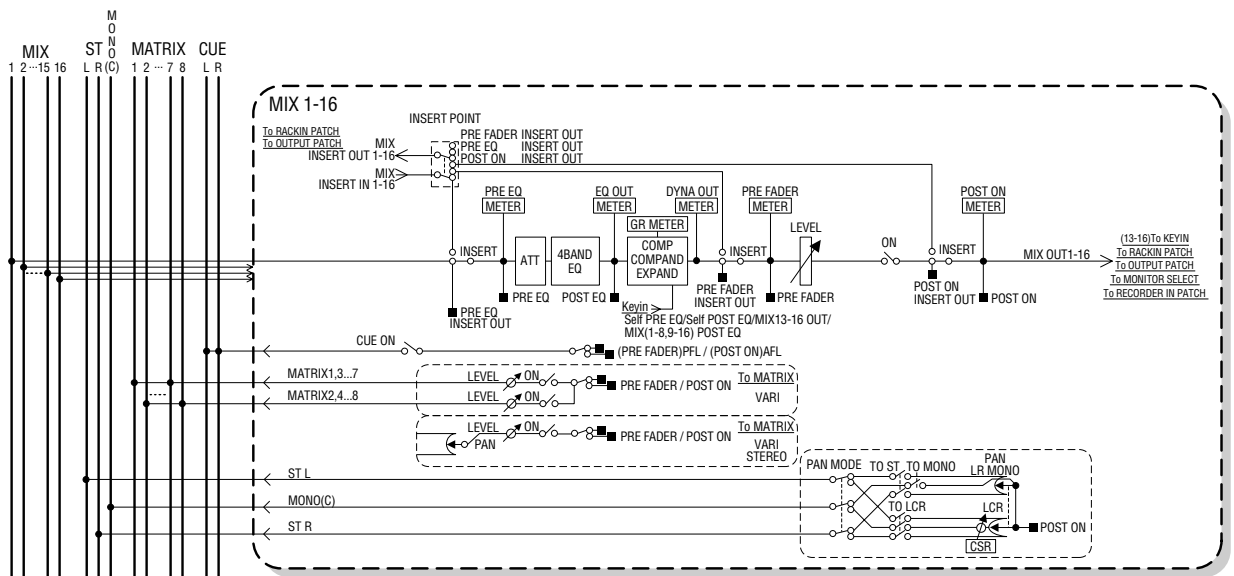 MIX
1 2 ··· 15 16
ST
L R
MONO
(C)
MATRIX
1 2 ··· 7 8
CUE
L R
MIX 1-16
INSERT POINT
To RACKIN PATCH
To OUTPUT PATCH
MIX
INSERT OUT 1-16
PRE FADER INSERT OUT
PRE EQ INSERT OUT
POST ON INSERT OUT
MIX
INSERT IN 1-16
PRE EQ
METER
EQ OUT
METER
DYNA OUT
METER
PRE FADER
METER
POST ON
METER
GR METER
LEVEL
INSERT
ATT
4BAND
EQ
COMP
COMPAND
EXPAND
INSERT
ON
INSERT
MIX OUT1-16
(13-16)To KEYIN
To RACKIN PATCH
To OUTPUT PATCH
To MONITOR SELECT
To RECORDER IN PATCH
PRE EQ
INSERT OUT
PRE EQ
POST EQ
Keyin
Self PRE EQ/Self POST EQ/MIX13-16 OUT/
MIX(1-8,9-16) POST EQ
PRE FADER
INSERT OUT
PRE FADER
POST ON
INSERT OUT
POST ON
CUE ON
(PRE FADER)PFL / (POST ON)AFL
MATRIX1,3...7
LEVEL
ON
PRE FADER / POST ON
To MATRIX
VARI
MATRIX2,4...8
LEVEL
ON
LEVEL
ON
PAN
PRE FADER / POST ON
To MATRIX
VARI
STEREO
ST L
MONO(C)
ST R
PAN MODE
TO ST
TO MONO
PAN
LR MONO
TO LCR
LCR
CSR
POST ON